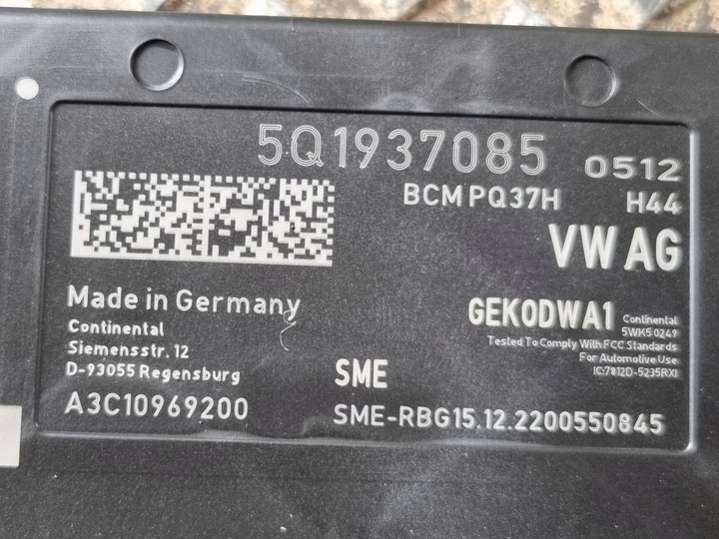 5Q1937085 0512
BCM PQ37H H44
VW AG
Made in Germany
Continental
Siemensstr. 12
D-93055 Regensburg
A3C10969200
GEKODWA1 Continental
5WK50249
Tested To Comply With FCC Standards
For Automotive Use
IC:7812D-5235RXI
SME
SME-RBG15.12.2200550845